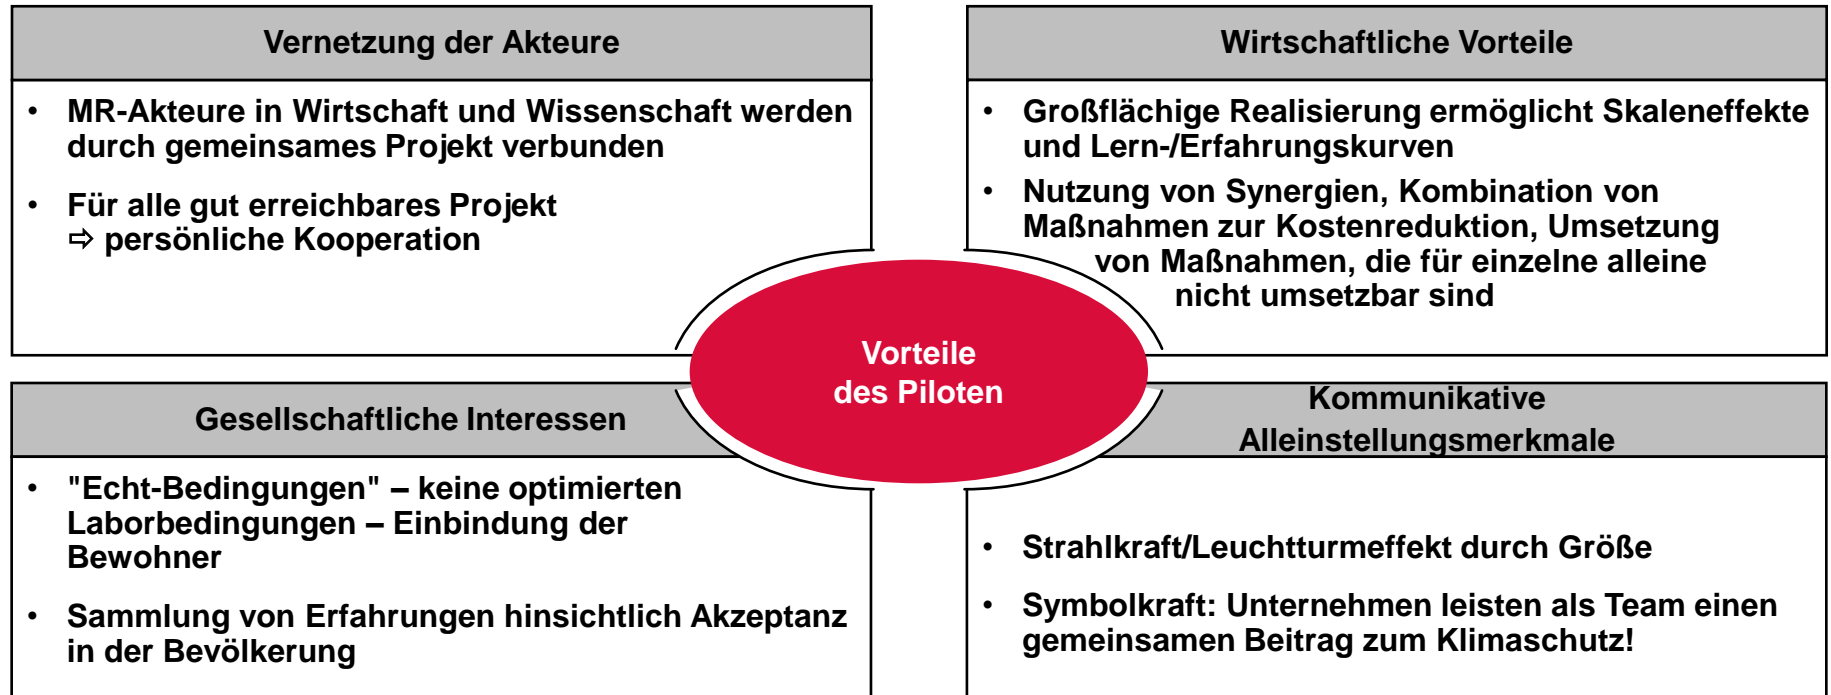 Vernetzung der Akteure
• MR-Akteure in Wirtschaft und Wissenschaft werden
durch gemeinsames Projekt verbunden
• Für alle gut erreichbares Projekt
⇨ persönliche Kooperation
Wirtschaftliche Vorteile
• Großflächige Realisierung ermöglicht Skaleneffekte
und Lern-/Erfahrungskurven
• Nutzung von Synergien, Kombination von
Maßnahmen zur Kostenreduktion, Umsetzung
von Maßnahmen, die für einzelne alleine
nicht umsetzbar sind
Vorteile
des Piloten
Gesellschaftliche Interessen
• "Echt-Bedingungen" – keine optimierten
Laborbedingungen – Einbindung der
Bewohner
• Sammlung von Erfahrungen hinsichtlich Akzeptanz
in der Bevölkerung
Kommunikative
Alleinstellungsmerkmale
• Strahlkraft/Leuchtturmeffekt durch Größe
• Symbolkraft: Unternehmen leisten als Team einen
gemeinsamen Beitrag zum Klimaschutz!